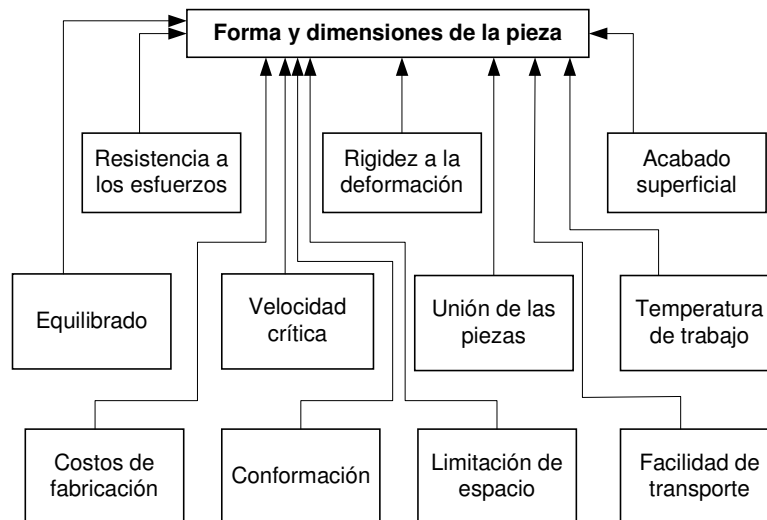 Forma y dimensiones de la pieza
Resistencia a
los esfuerzos
Rigidez a la
deformación
Acabado
superficial
Equilibrado
Velocidad
crítica
Unión de las
piezas
Temperatura
de trabajo
Costos de
fabricación
Conformación
Limitación de
espacio
Facilidad de
transporte